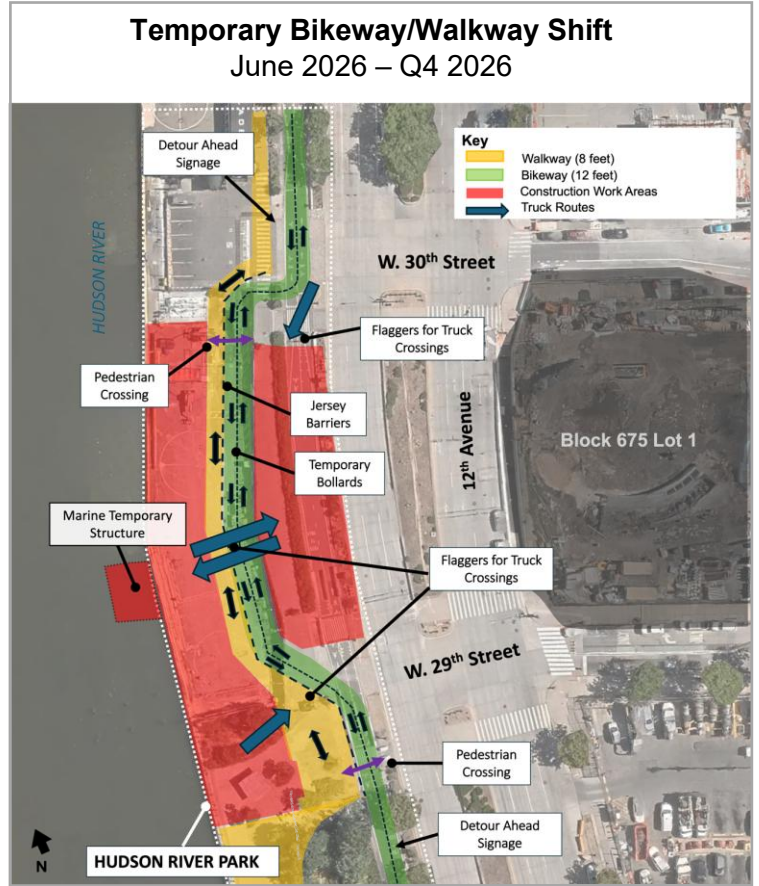 Temporary Bikeway/Walkway Shift
June 2026 – Q4 2026
Detour Ahead
Signage
Key
Walkway (8 feet)
Bikeway (12 feet)
Construction Work Areas
Truck Routes
HUDSON RIVER
W. 30th Street
Flaggers for Truck
Crossings
Pedestrian
Crossing
Jersey
Barriers
12th Avenue
Block 675 Lot 1
Temporary
Bollards
Marine Temporary
Structure
Flaggers for Truck
Crossings
W. 29th Street
Pedestrian
Crossing
Detour Ahead
Signage
HUDSON RIVER PARK
N